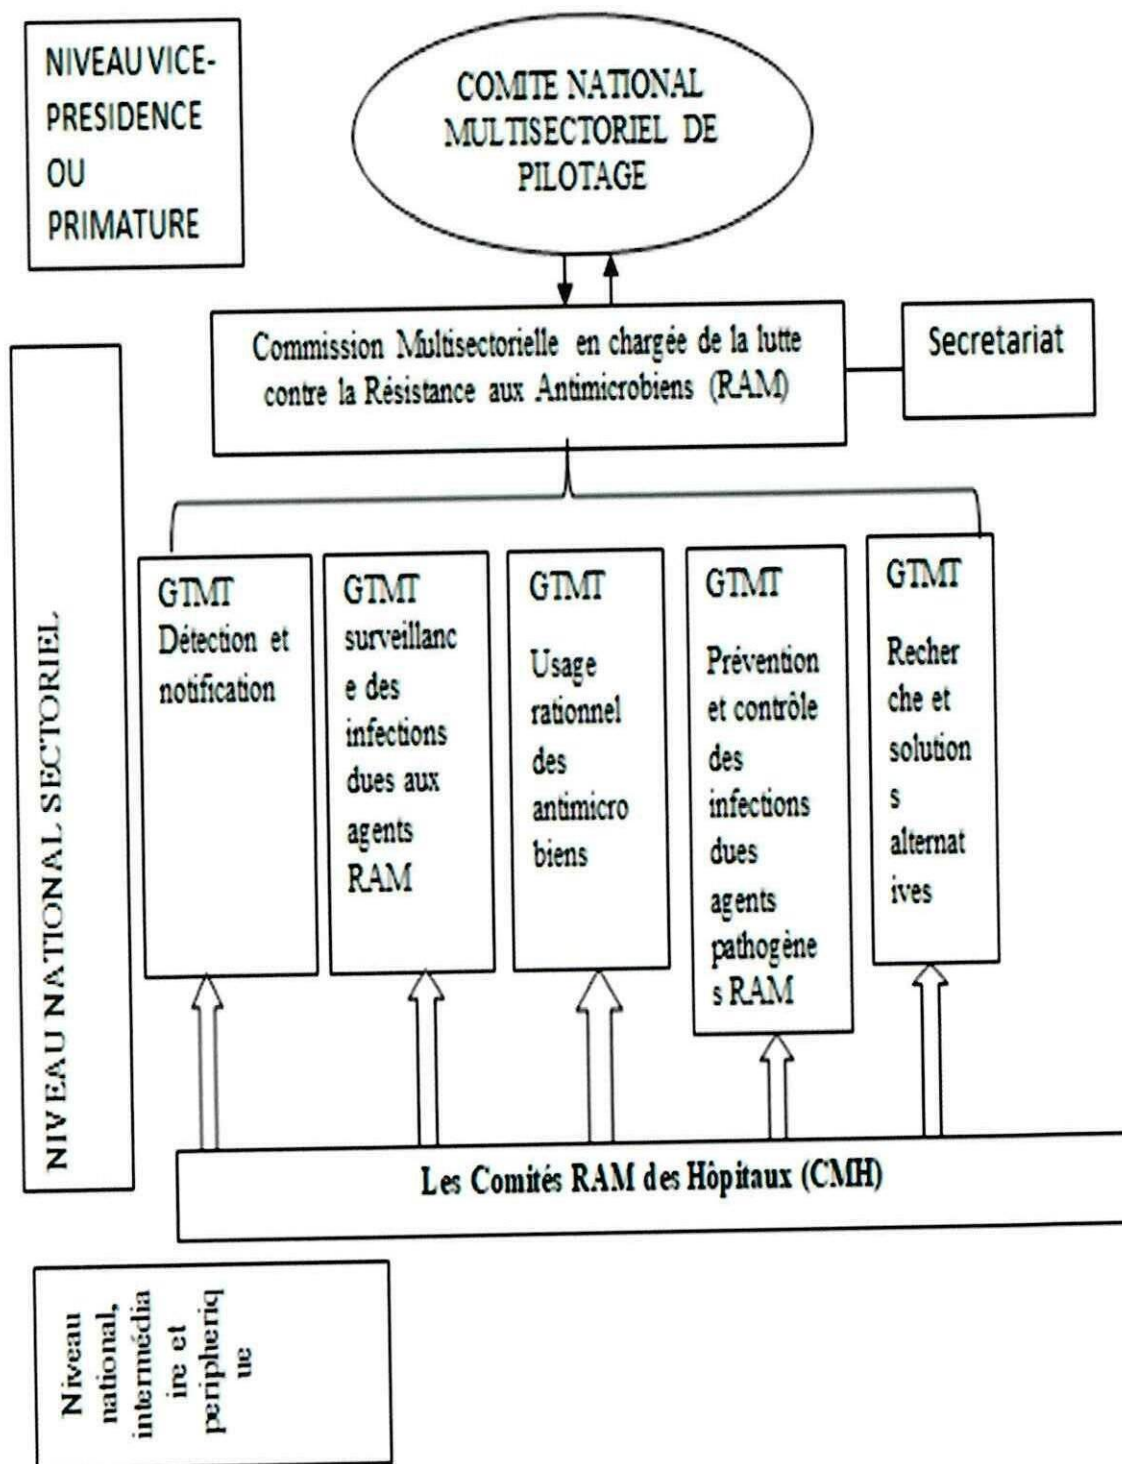 NIVEAU VICE-
PRESIDENCE
OU
PRIMATURE
COMITE NATIONAL
MULTISECTORIEL DE
PILOTAGE
Commission Multisectorielle en chargée de la lutte
contre la Résistance aux Antimicrobiens (RAM)
Secretariat
NIVEAU NATIONAL SECTORIEL
GTMT
Détection et
notification
GTMT
surveillanc
e des
infections
dues aux
agents
RAM
GTMT
Usage
rationnel
des
antimicro
biens
GTMT
Prévention
et contrôle
des
infections
dues
agents
pathogène
s RAM
GTMT
Recher
che et
solution
s
alternat
ives
Les Comités RAM des Hôpitaux (CMH)
Niveau
national,
intermédia
ire et
peripheriq
ue